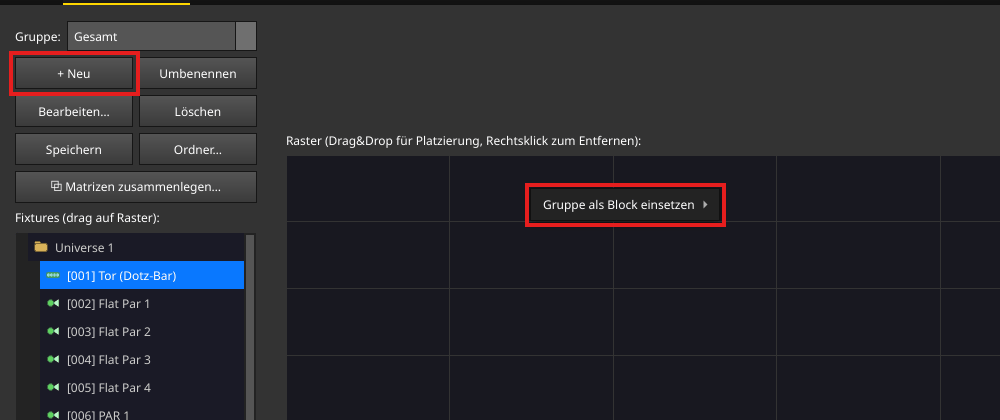 Gruppe: Gesamt
+ Neu Umbenennen
Bearbeiten... Löschen
Speichern Ordner...
Matrizen zusammenlegen...
Fixtures (drag auf Raster):
Universe 1
[001] Tor (Dotz-Bar)
[002] Flat Par 1
[003] Flat Par 2
[004] Flat Par 3
[005] Flat Par 4
[006] PAR 1
Raster (Drag&Drop für Platzierung, Rechtsklick zum Entfernen):
Gruppe als Block einsetzen